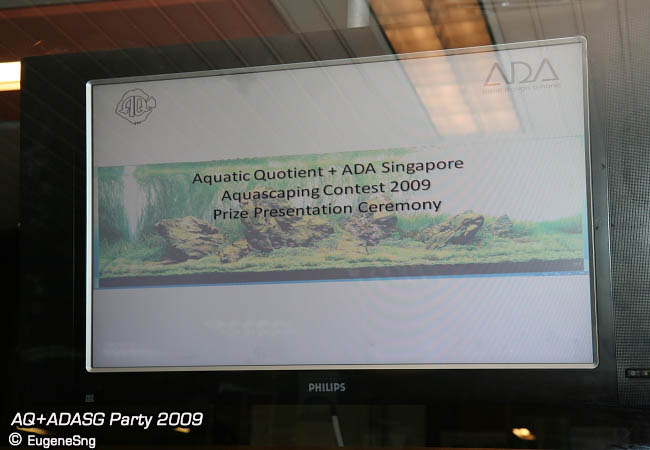 ADA
Aquatic Quotient + ADA Singapore
Aquascaping Contest 2009
Prize Presentation Ceremony
PHILIPS
AQ+ADASG Party 2009
© EugeneSng